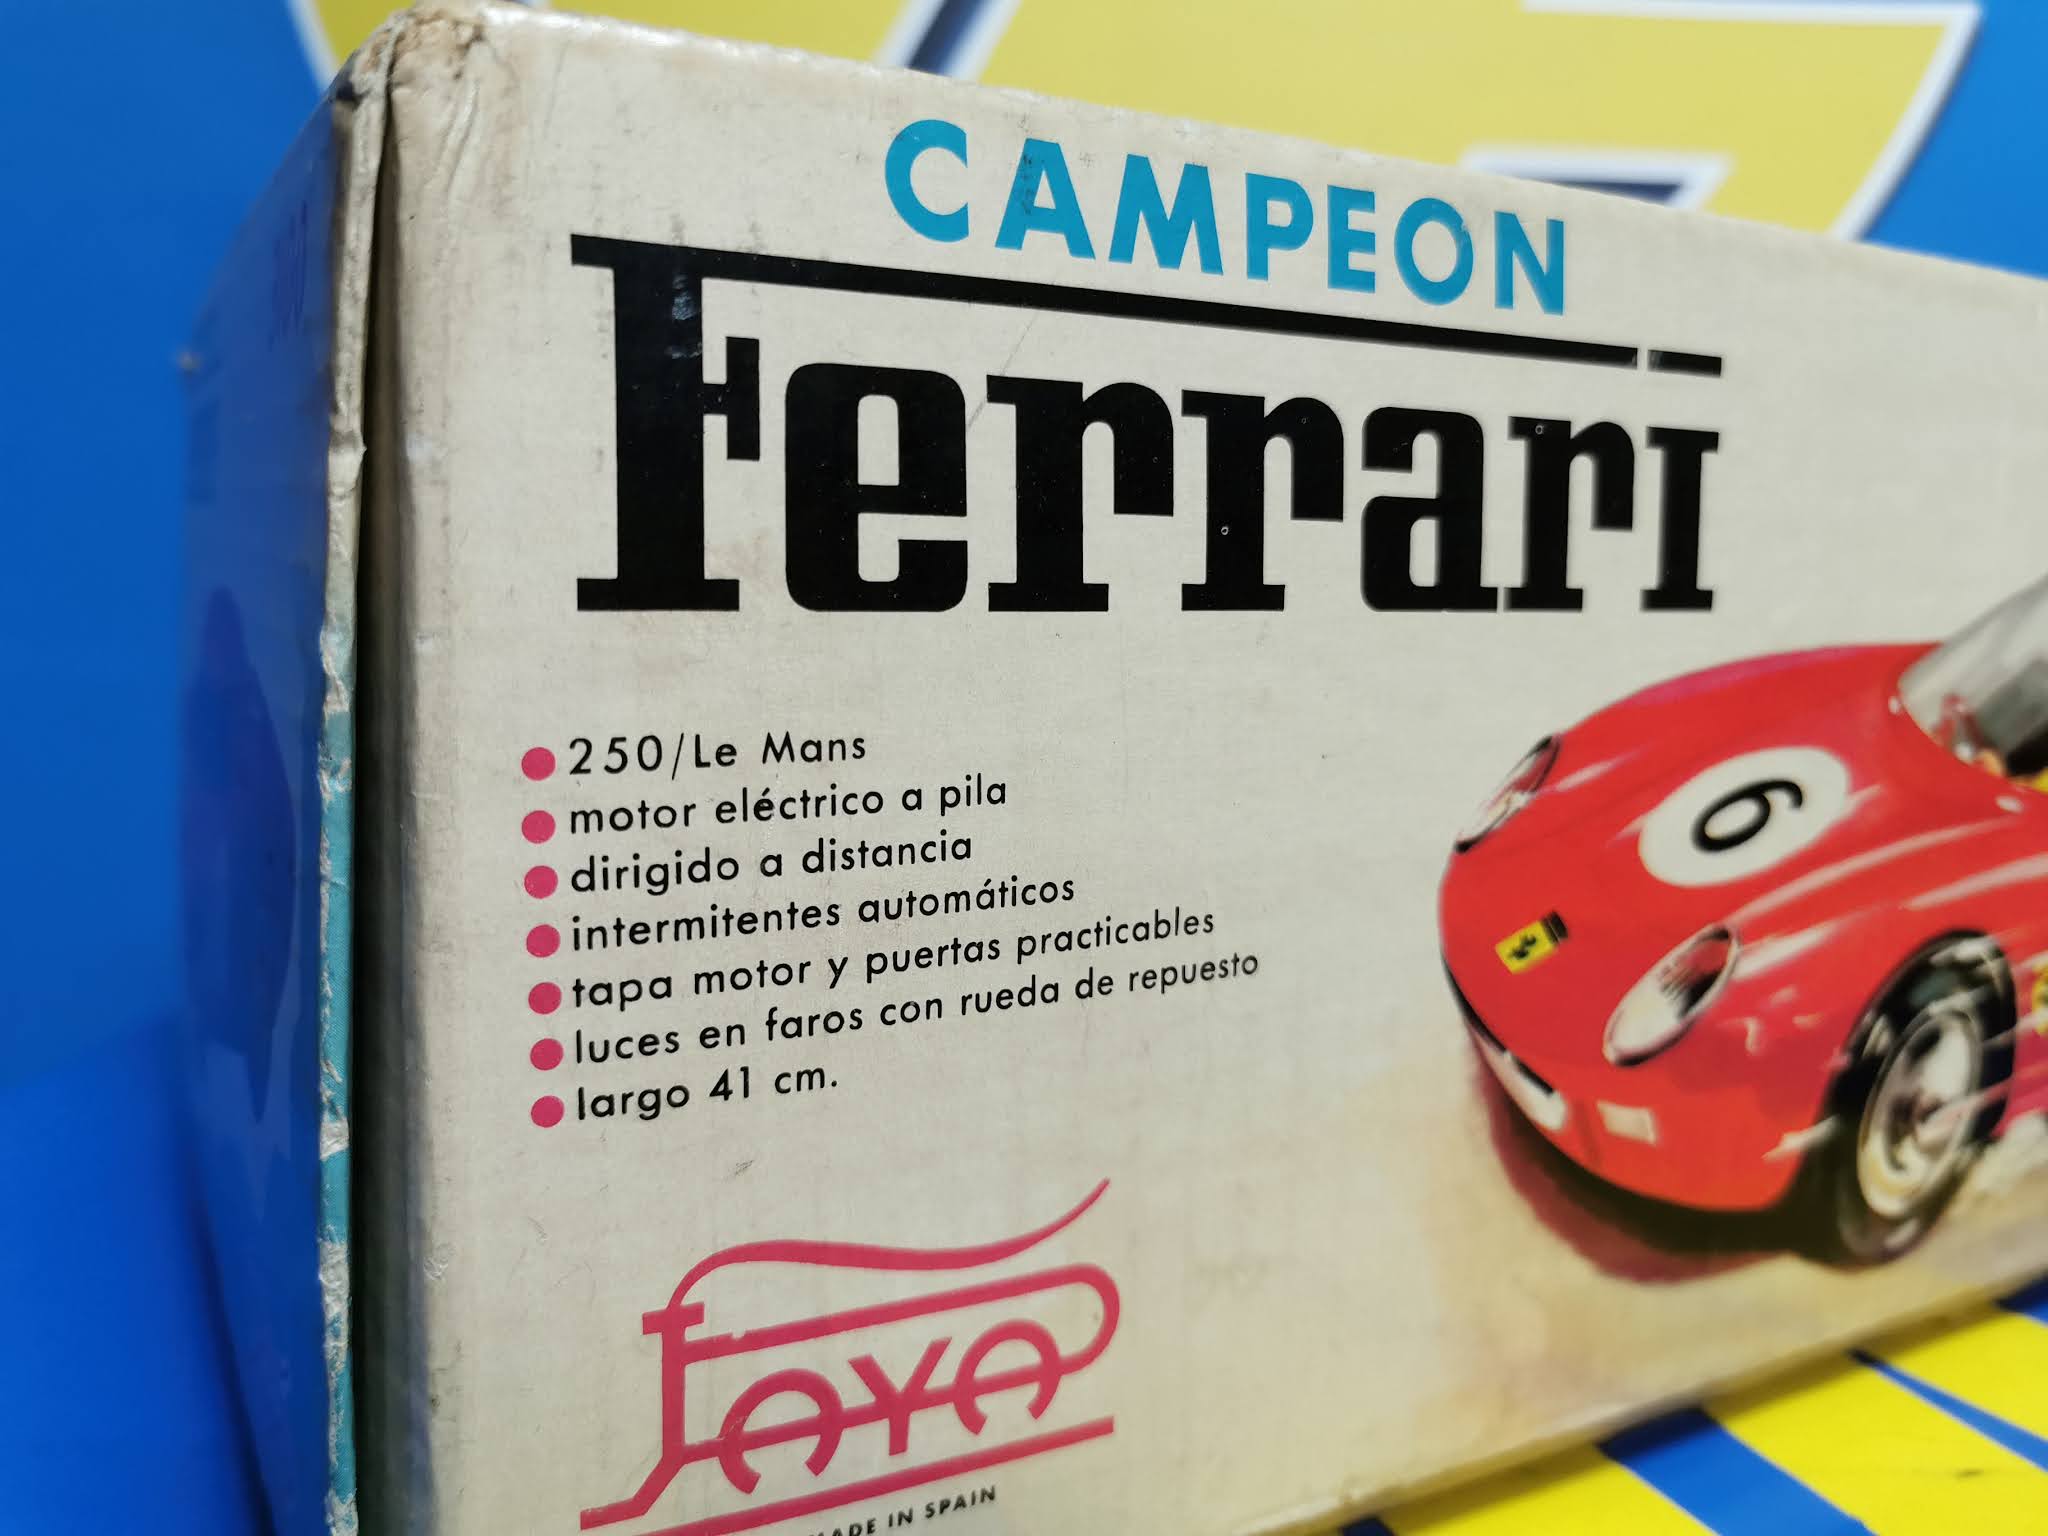 CAMPEON
Ferrari
250/Le Mans
motor eléctrico a pila
dirigido a distancia
intermitentes automáticos
tapa motor y puertas practicables
luces en faros con rueda de repuesto
largo 41 cm.
6
PAYA
MADE IN SPAIN